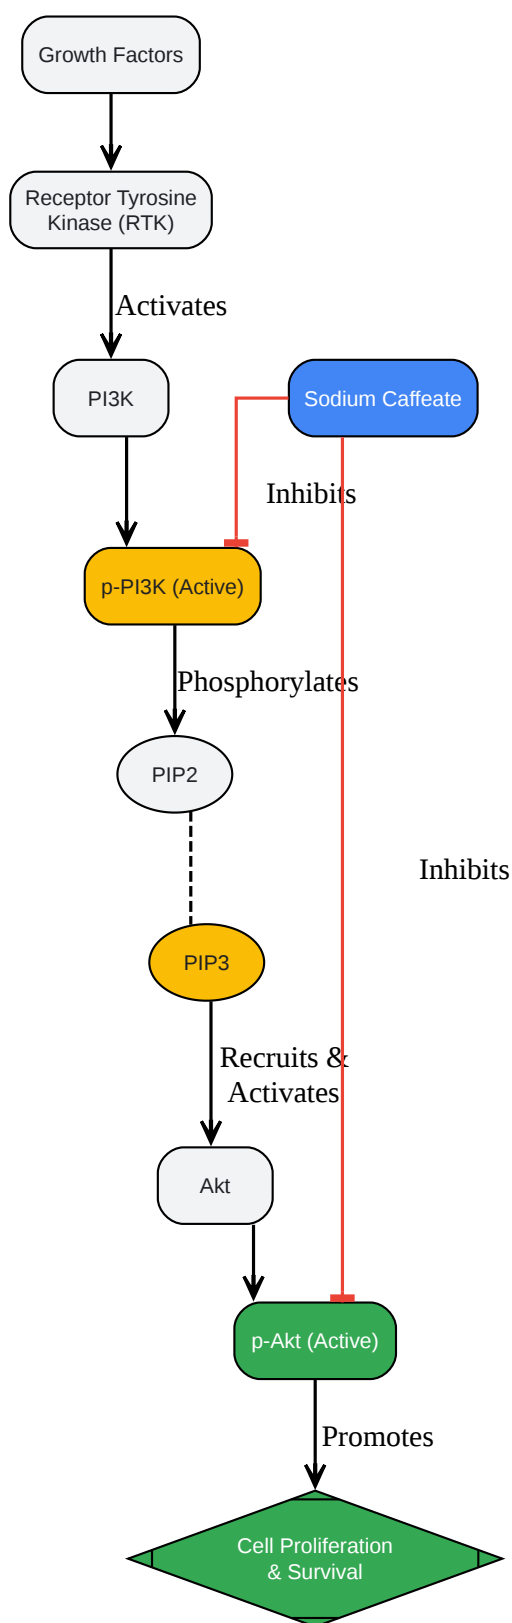 Growth Factors
Receptor Tyrosine
Kinase (RTK)
Activates
PI3K
Sodium Caffeate
Inhibits
p-PI3K (Active)
Phosphorylates
PIP2
Inhibits
PIP3
Recruits &
Activates
Akt
p-Akt (Active)
Promotes
Cell Proliferation
& Survival